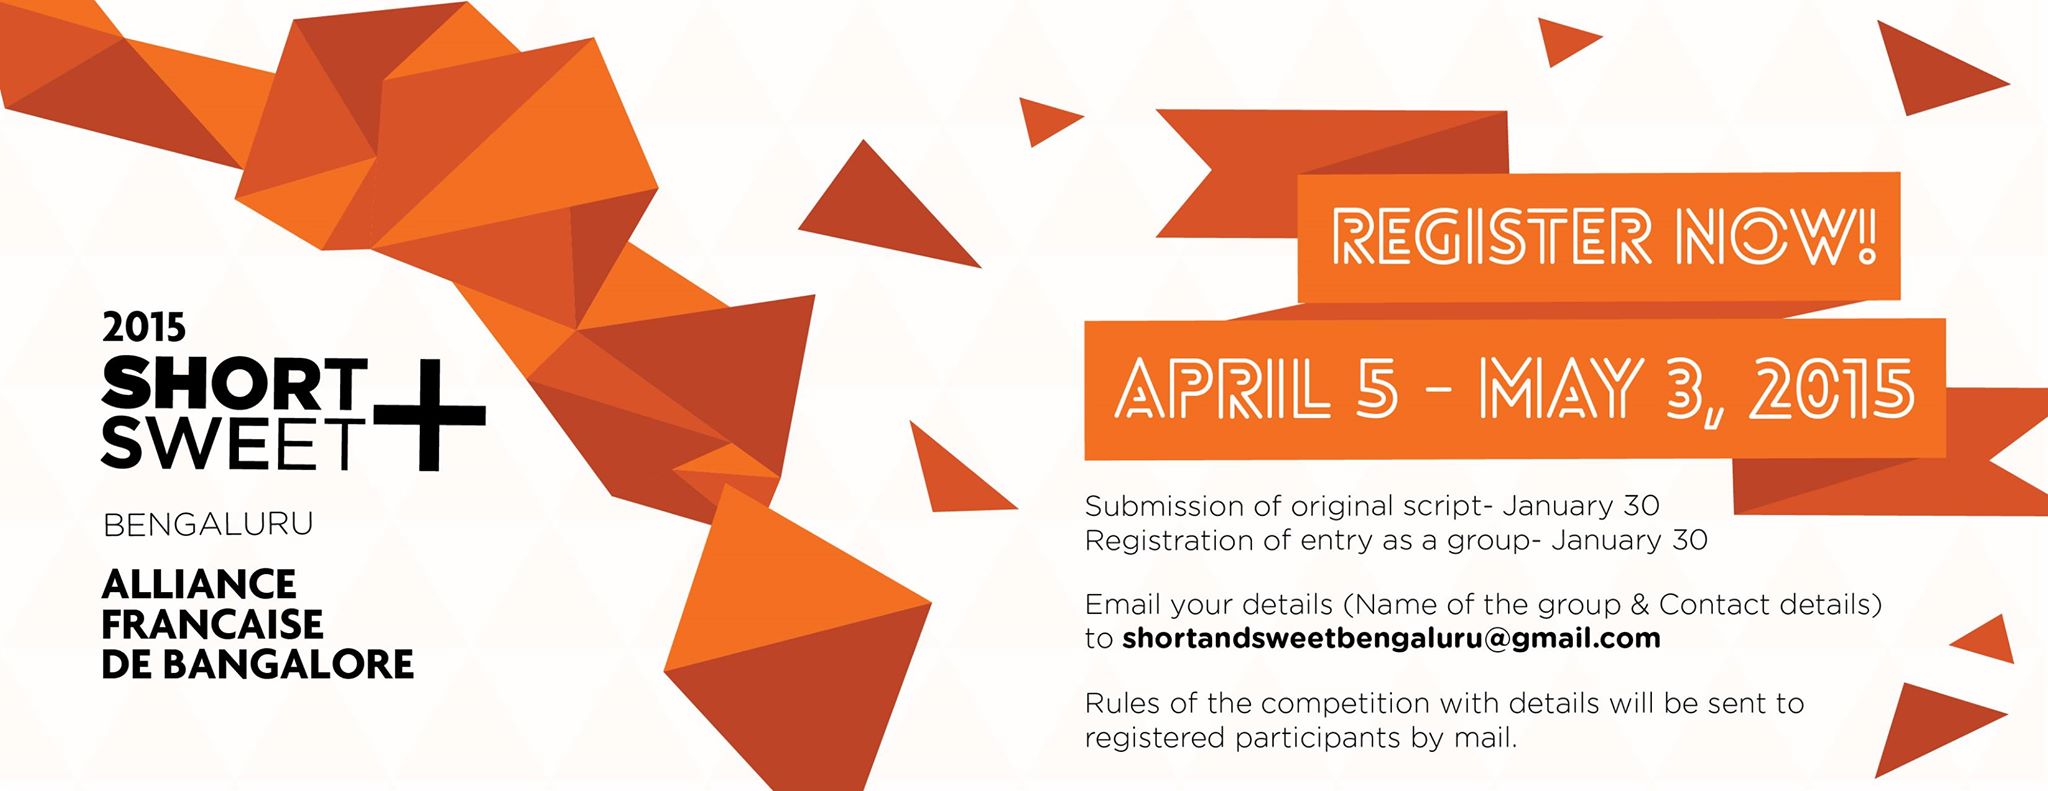 2015
SHORT+
SWEET
BENGALURU
ALLIANCE
FRANCAISE
DE BANGALORE
REGISTER NOW!
APRIL 5 - MAY 3, 2015
Submission of original script- January 30
Registration of entry as a group- January 30
Email your details (Name of the group & Contact details)
to shortandsweetbengaluru@gmail.com
Rules of the competition with details will be sent to
registered participants by mail.